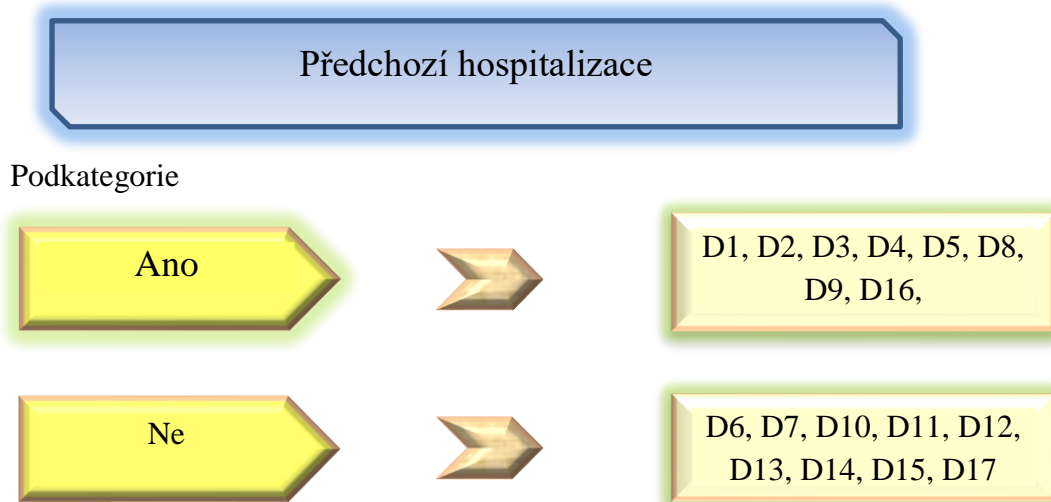 Předchozí hospitalizace
Podkategorie
Ano
D1, D2, D3, D4, D5, D8,
D9, D16,
Ne
D6, D7, D10, D11, D12,
D13, D14, D15, D17